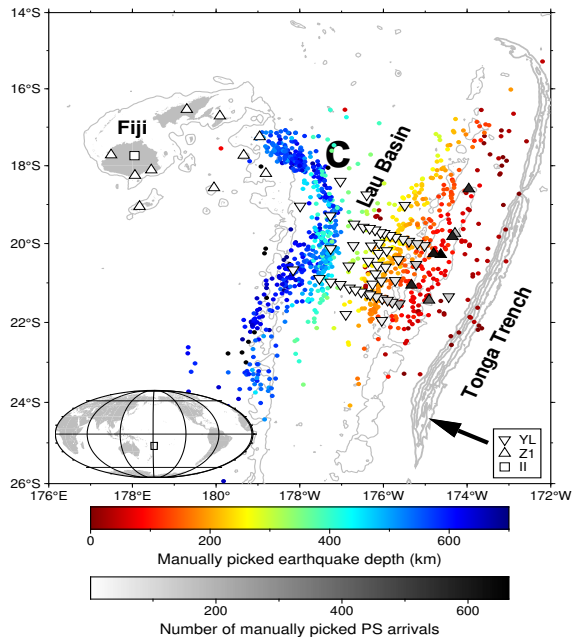 14°S
16°S
18°S
20°S
22°S
24°S
26°S
Fiji
C
Lau Basin
Tonga Trench
YL
Z1
II
176°E
178°E
180°
178°W
176°W
174°W
172°W
0
200
400
600
Manually picked earthquake depth (km)
200
400
600
Number of manually picked PS arrivals